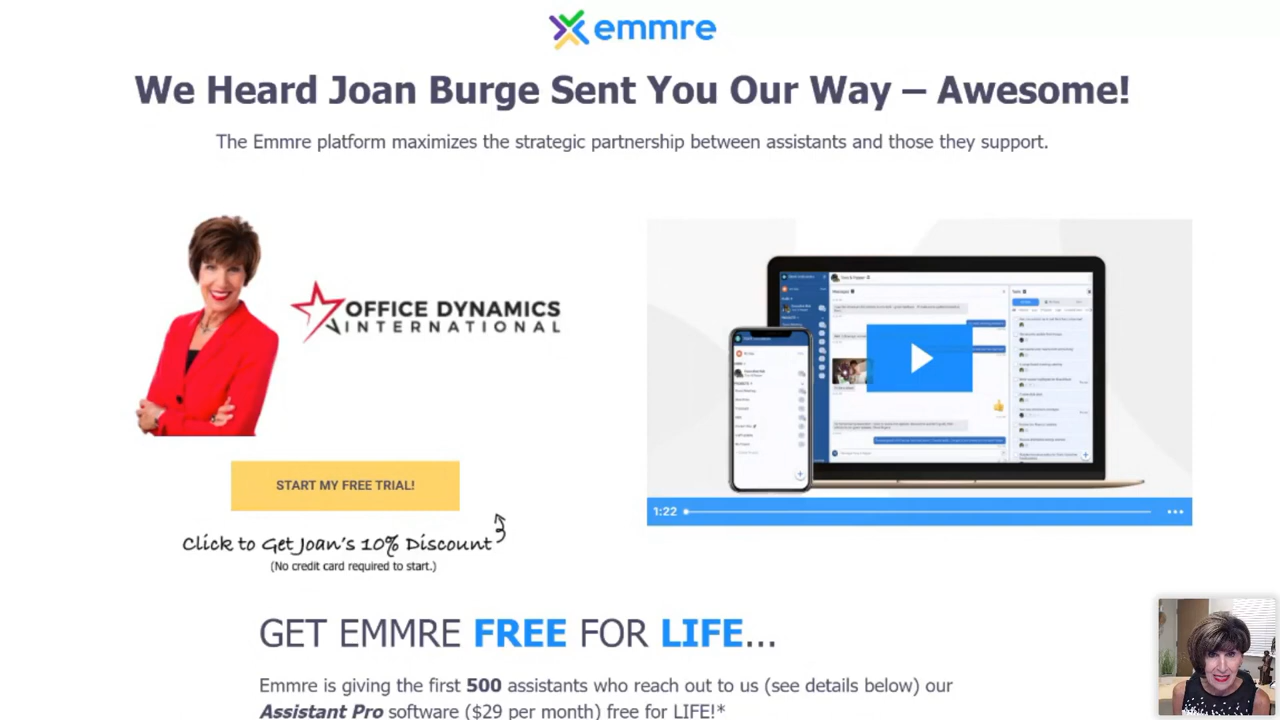 emmre
We Heard Joan Burge Sent You Our Way – Awesome!
The Emmre platform maximizes the strategic partnership between assistants and those they support.
OFFICE DYNAMICS
INTERNATIONAL
START MY FREE TRIAL!
Click to Get Joan's 10% Discount
(No credit card required to start.)
1:22
GET EMMRE FREE FOR LIFE...
Emmre is giving the first 500 assistants who reach out to us (see details below) our
Assistant Pro software ($29 per month) free for LIFE!*